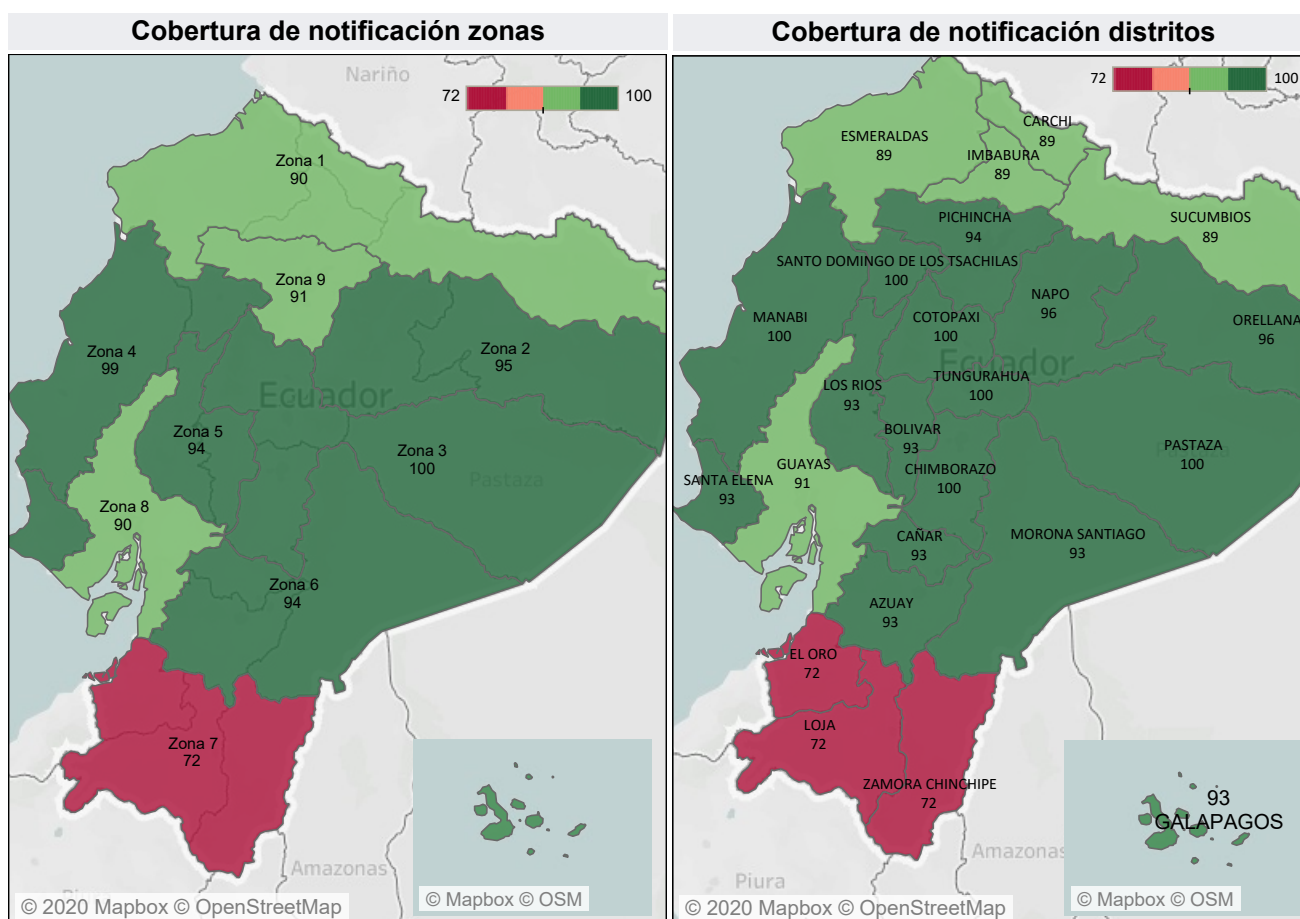 Cobertura de notificación zonas
Nariño
72
100
Zona 1
90
Zona 9
91
Zona 4
99
Zona 2
95
Ecuador
Zona 5
94
Zona 3
100
Pastaza
Zona 8
90
Zona 6
94
Zona 7
72
Amazonas
© Mapbox © OSM
© 2020 Mapbox © OpenStreetMap
Cobertura de notificación distritos
72
100
CARCHI
89
ESMERALDAS
89
IMBABURA
89
SUCUMBIOS
89
PICHINCHA
94
SANTO DOMINGO DE LOS TSACHILAS
100
NAPO
96
MANABI
100
COTOPAXI
100
ORELLANA
96
Ecuador
TUNGURAHUA
100
LOS RIOS
93
BOLIVAR
93
PASTAZA
100
GUAYAS
91
CHIMBORAZO
100
SANTA ELENA
93
CAÑAR
93
MORONA SANTIAGO
93
AZUAY
93
EL ORO
72
LOJA
72
ZAMORA CHINCHIPE
72
93
GALAPAGOS
Piura
© Mapbox © OSM
© 2020 Mapbox © OpenStreetMap